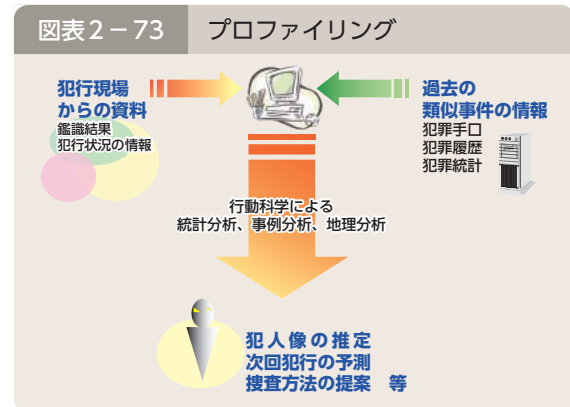 図表2－73 プロファイリング
犯行現場
からの資料
鑑識結果
犯行状況の情報
過去の
類似事件の情報
犯罪手口
犯罪履歴
犯罪統計
行動科学による
統計分析、事例分析、地理分析
犯人像の推定
次回犯行の予測
捜査方法の提案　等